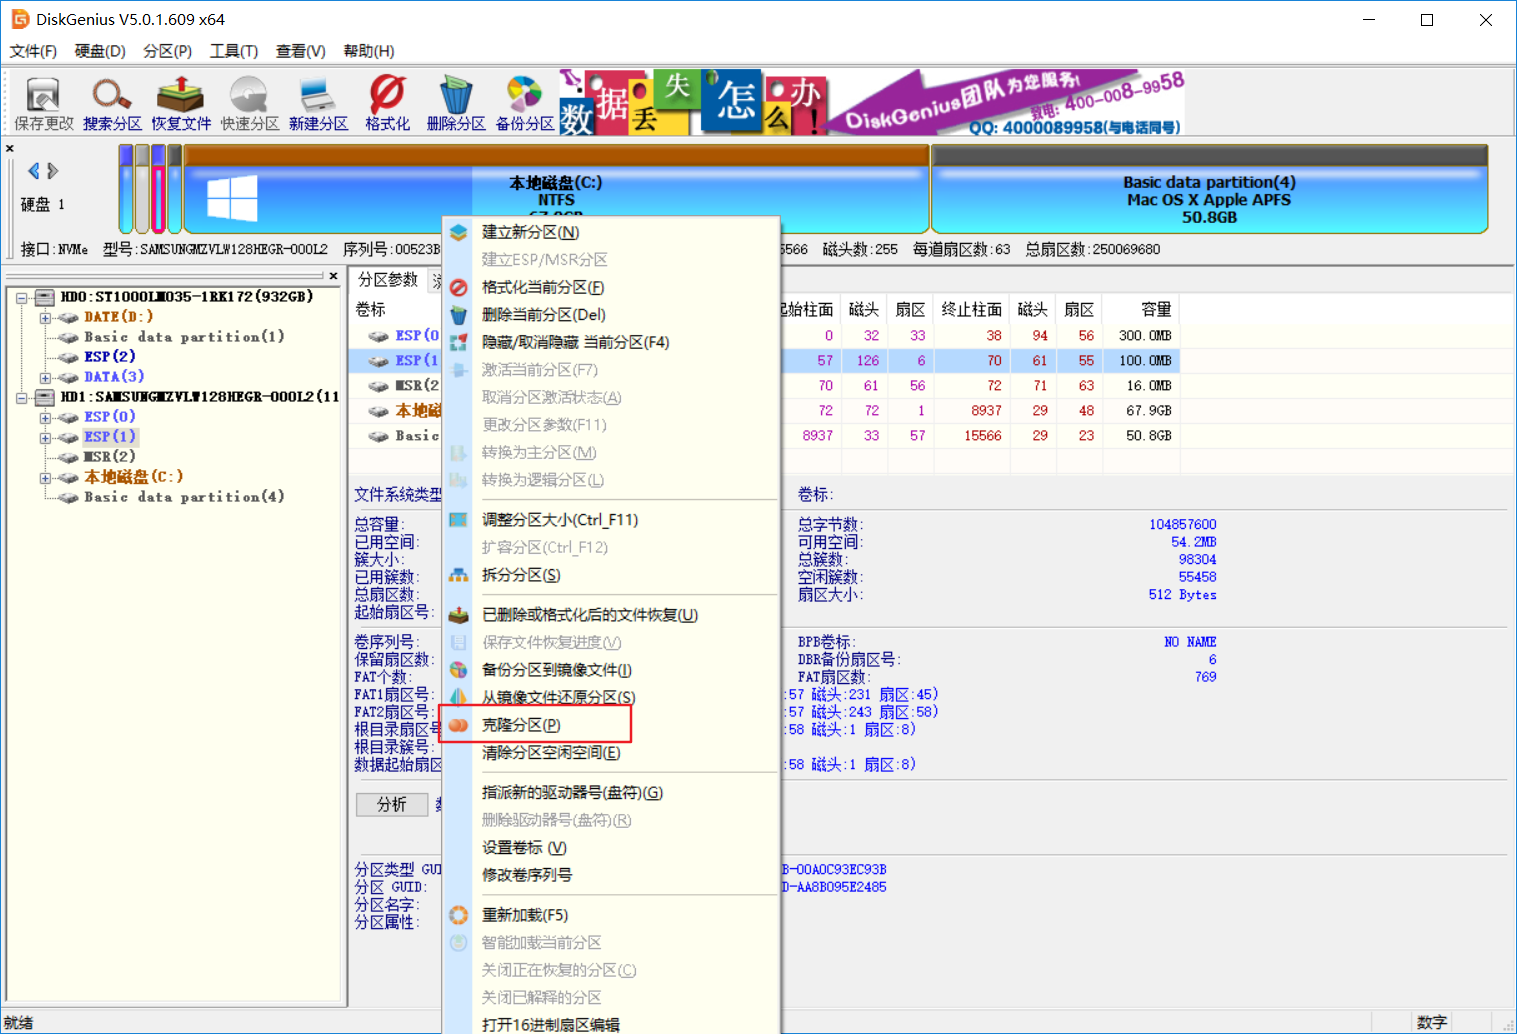 DiskGenius V5.0.1.609 x64
文件(F) 硬盘(D) 分区(P) 工具(T) 查看(V) 帮助(H)
保存更改 搜索分区 恢复文件 快速分区 新建分区 格式化 删除分区 备份分区
数据丢失怎么办!
DiskGenius团队为您服务!
致电: 400-008-9958
QQ: 4000089958(与电话同号)
硬盘 1
本地磁盘(C:)
NTFS
67.9GB
Basic data partition(4)
Mac OS X Apple APFS
50.8GB
接口:NVMe 型号:SAMSUNGMZVLW128HEGR-000L2 序列号:00523B
5566 磁头数:255 每道扇区数:63 总扇区数:250069680
HD0:ST1000LM035-1RK172(932GB)
DATE(D:)
Basic data partition(1)
ESP(2)
DATA(3)
HD1:SAMSUNGMZVLW128HEGR-000L2(11
ESP(0)
ESP(1)
MSR(2)
本地磁盘(C:)
Basic data partition(4)
分区参数
卷标 起始柱面 磁头 扇区 终止柱面 磁头 扇区 容量
ESP(0 0 32 33 38 94 56 300.0MB
ESP(1 57 126 6 70 61 55 100.0MB
MSR(2 70 61 56 72 71 63 16.0MB
本地磁 72 72 1 8937 29 48 67.9GB
Basic 8937 33 57 15566 29 23 50.8GB
文件系统类型 卷标:
总容量: 总字节数: 104857600
已用空间: 可用空间: 54.2MB
簇大小: 总簇数: 98304
已用簇数: 空闲簇数: 55458
总扇区数: 扇区大小: 512 Bytes
起始扇区号:
卷序列号: BPB卷标: NO NAME
保留扇区数: DBR备份扇区号: 6
FAT个数: FAT扇区数: 769
FAT1扇区号: :57 磁头:231 扇区:45)
FAT2扇区号: :57 磁头:243 扇区:58)
根目录扇区号 :58 磁头:1 扇区:8)
根目录簇号:
数据起始扇区 :58 磁头:1 扇区:8)
分析
分区类型 GUI B-00A0C93EC93B
分区 GUID: D-AA8B095E2485
分区名字:
分区属性:
建立新分区(N)
建立ESP/MSR分区
格式化当前分区(F)
删除当前分区(Del)
隐藏/取消隐藏 当前分区(F4)
激活当前分区(F7)
取消分区激活状态(A)
更改分区参数(F11)
转换为主分区(M)
转换为逻辑分区(L)
调整分区大小(Ctrl_F11)
扩容分区(Ctrl_F12)
拆分分区(S)
已删除或格式化后的文件恢复(U)
保存文件恢复进度(V)
备份分区到镜像文件(I)
从镜像文件还原分区(S)
克隆分区(P)
清除分区空闲空间(E)
指派新的驱动器号(盘符)(G)
删除驱动器号(盘符)(R)
设置卷标 (V)
修改卷序列号
重新加载(F5)
智能加载当前分区
关闭正在恢复的分区(C)
关闭已解释的分区
打开16进制扇区编辑
就绪 数字